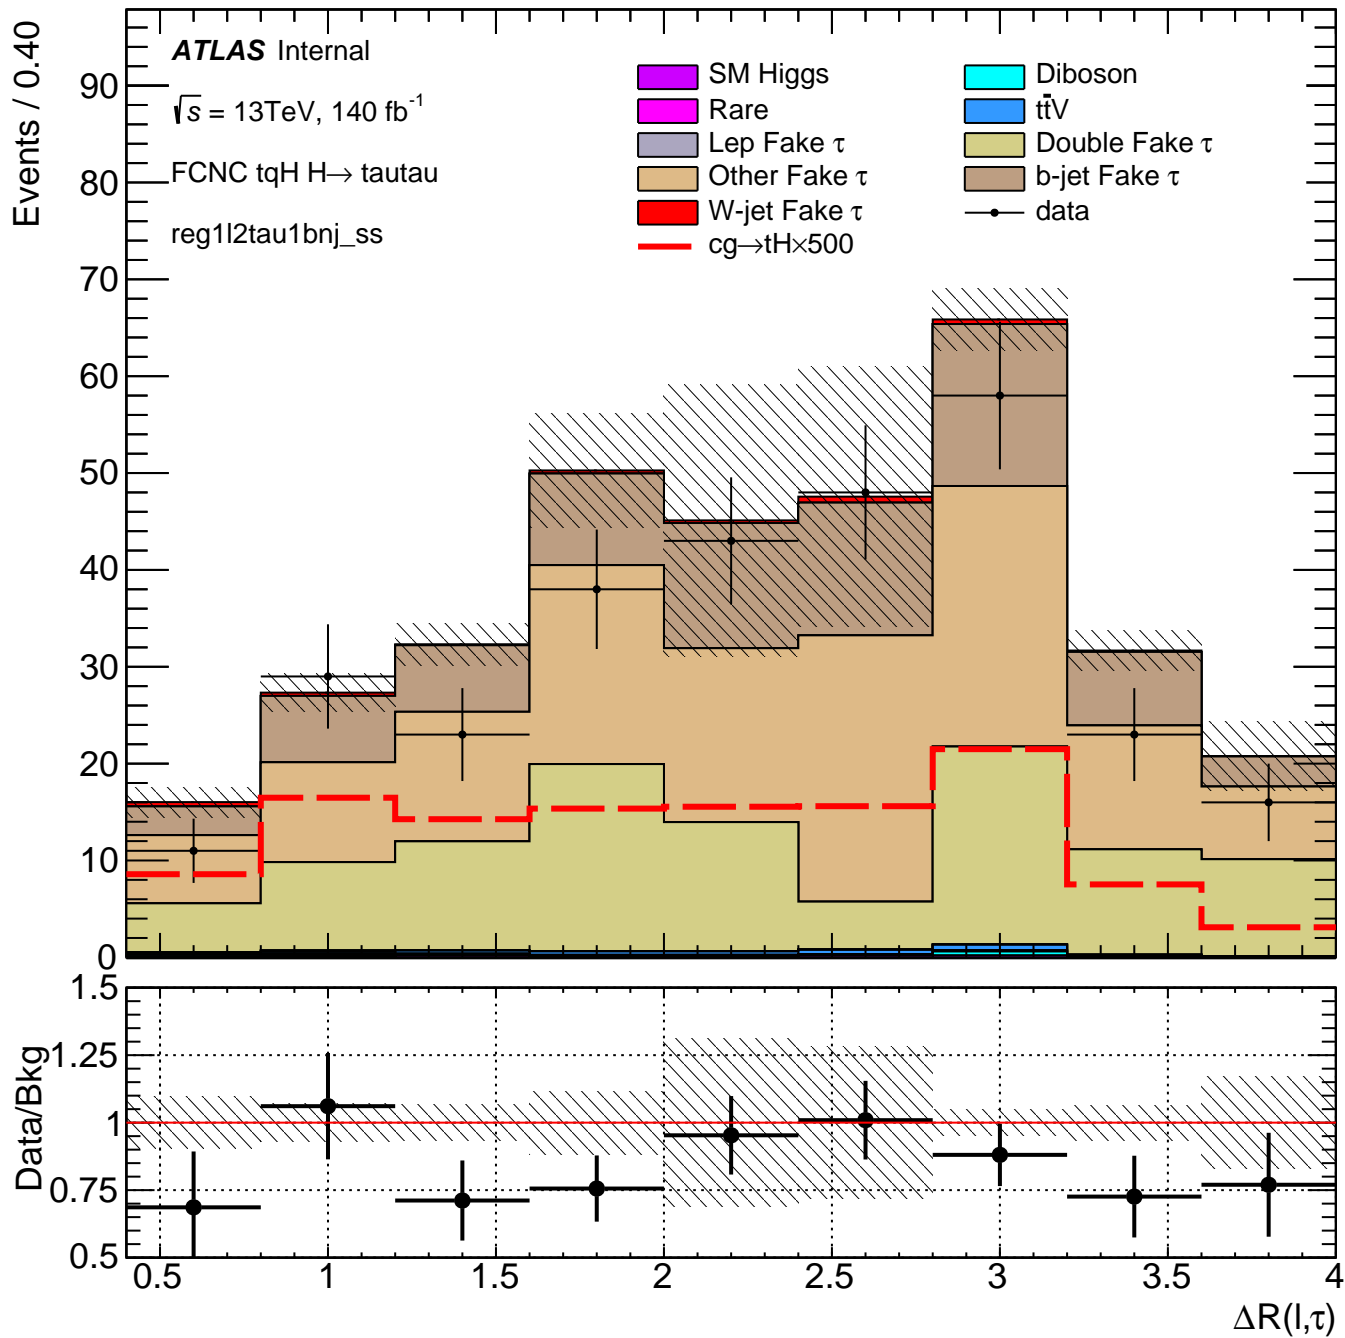 Events / 0.40
ATLAS Internal
√s = 13TeV, 140 fb⁻¹
FCNC tqH H→ tautau
reg1l2tau1bnj_ss
SM Higgs
Diboson
Rare
tt̄V
Lep Fake τ
Double Fake τ
Other Fake τ
b-jet Fake τ
W-jet Fake τ
data
cg→tH×500
90
80
70
60
50
40
30
20
10
0
Data/Bkg
1.5
1.25
1
0.75
0.5
0.5 1 1.5 2 2.5 3 3.5 4
ΔR(l,τ)